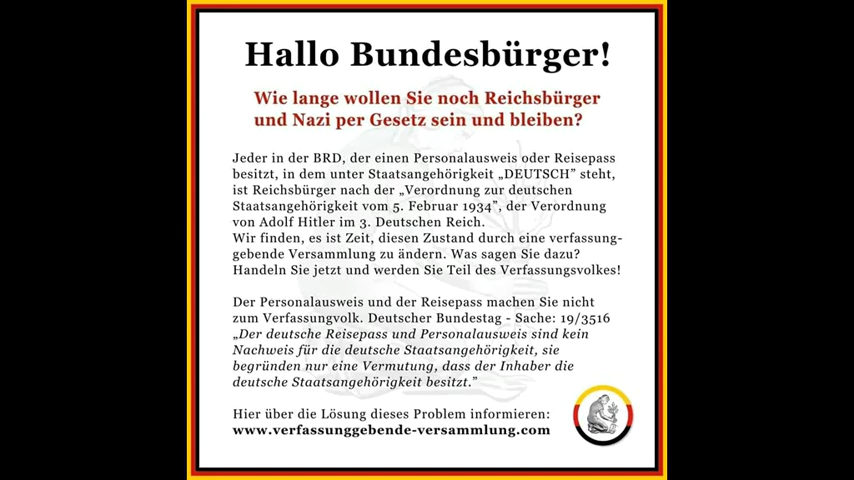 Hallo Bundesbürger!
Wie lange wollen Sie noch Reichsbürger
und Nazi per Gesetz sein und bleiben?
Jeder in der BRD, der einen Personalausweis oder Reisepass
besitzt, in dem unter Staatsangehörigkeit „DEUTSCH” steht,
ist Reichsbürger nach der „Verordnung zur deutschen
Staatsangehörigkeit vom 5. Februar 1934”, der Verordnung
von Adolf Hitler im 3. Deutschen Reich.
Wir finden, es ist Zeit, diesen Zustand durch eine verfassung-
gebende Versammlung zu ändern. Was sagen Sie dazu?
Handeln Sie jetzt und werden Sie Teil des Verfassungsvolkes!
Der Personalausweis und der Reisepass machen Sie nicht
zum Verfassungvolk. Deutscher Bundestag - Sache: 19/3516
„Der deutsche Reisepass und Personalausweis sind kein
Nachweis für die deutsche Staatsangehörigkeit, sie
begründen nur eine Vermutung, dass der Inhaber die
deutsche Staatsangehörigkeit besitzt.”
Hier über die Lösung dieses Problem informieren:
www.verfassunggebende-versammlung.com